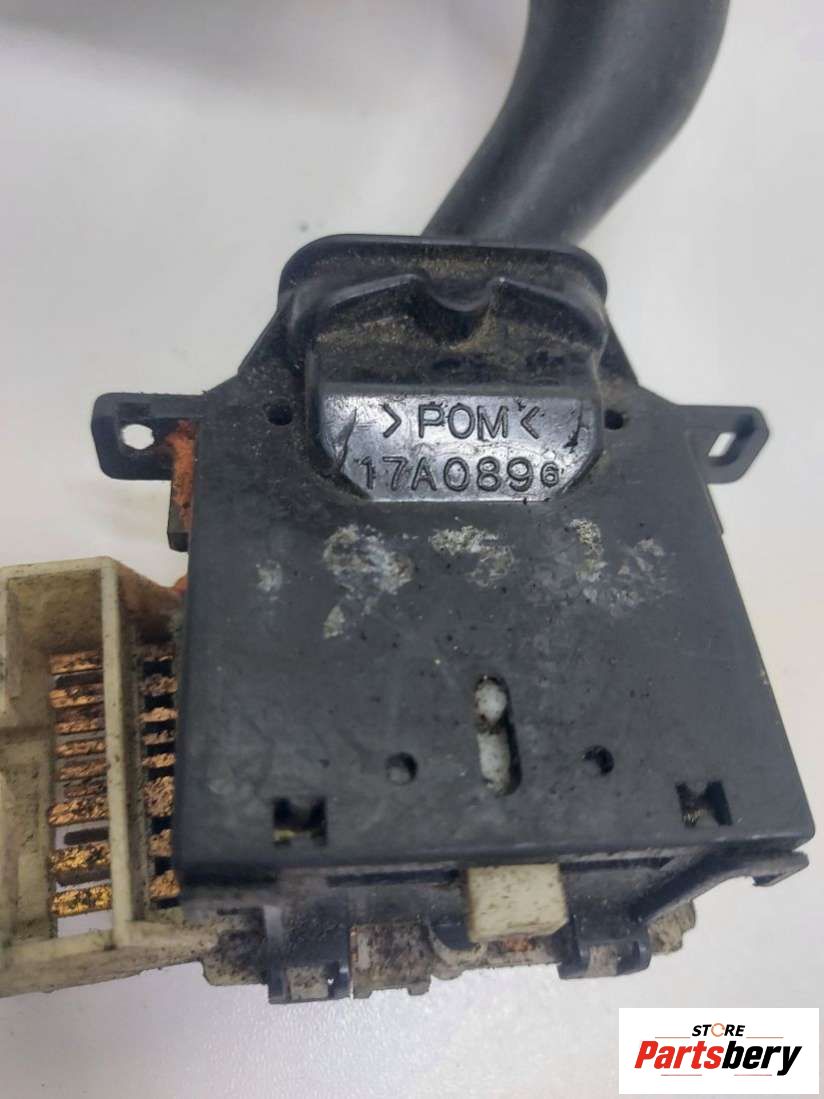 >POM<
17A0896
STORE
Partsbery